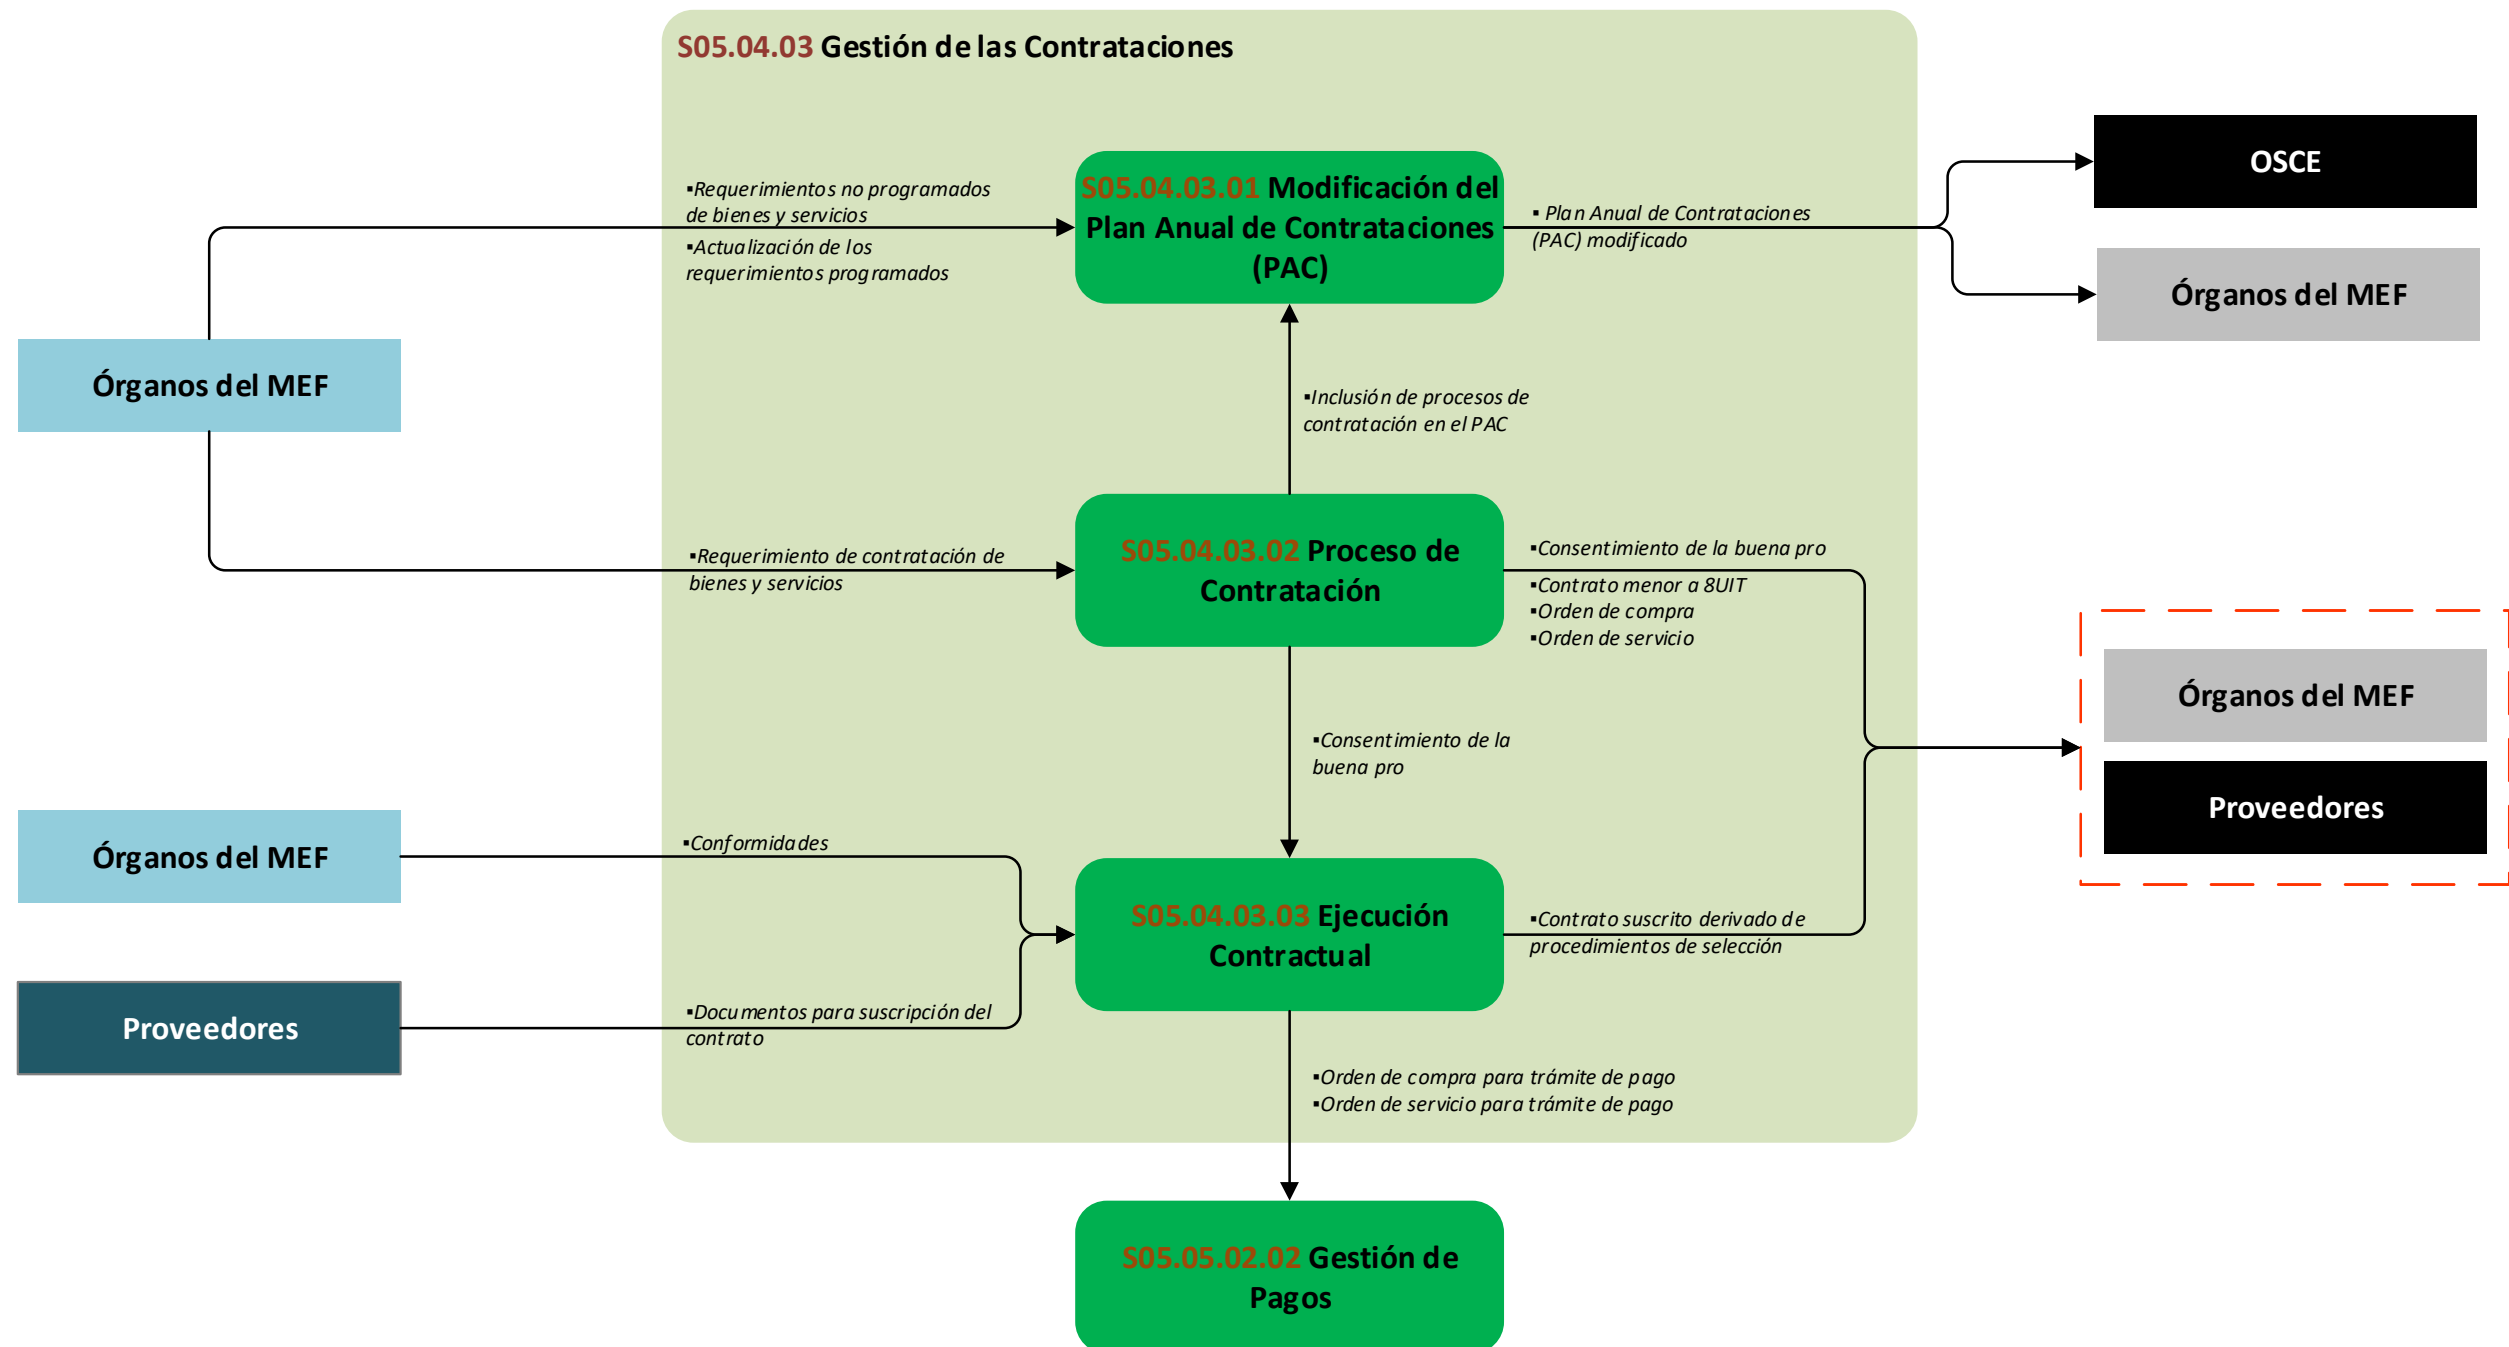 S05.04.03 Gestión de las Contrataciones
OSCE
▪Requerimientos no programados
de bienes y servicios
▪Actualización de los
requerimientos programados
S05.04.03.01 Modificación del
Plan Anual de Contrataciones
(PAC)
▪ Plan Anual de Contrataciones
(PAC) modificado
Órganos del MEF
Órganos del MEF
▪Inclusión de procesos de
contratación en el PAC
▪Requerimiento de contratación de
bienes y servicios
S05.04.03.02 Proceso de
Contratación
▪Consentimiento de la buena pro
▪Contrato menor a 8UIT
▪Orden de compra
▪Orden de servicio
Órganos del MEF
Proveedores
▪Consentimiento de la
buena pro
Órganos del MEF
▪Conformidades
S05.04.03.03 Ejecución
Contractual
▪Contrato suscrito derivado de
procedimientos de selección
Proveedores
▪Documentos para suscripción del
contrato
▪Orden de compra para trámite de pago
▪Orden de servicio para trámite de pago
S05.05.02.02 Gestión de
Pagos